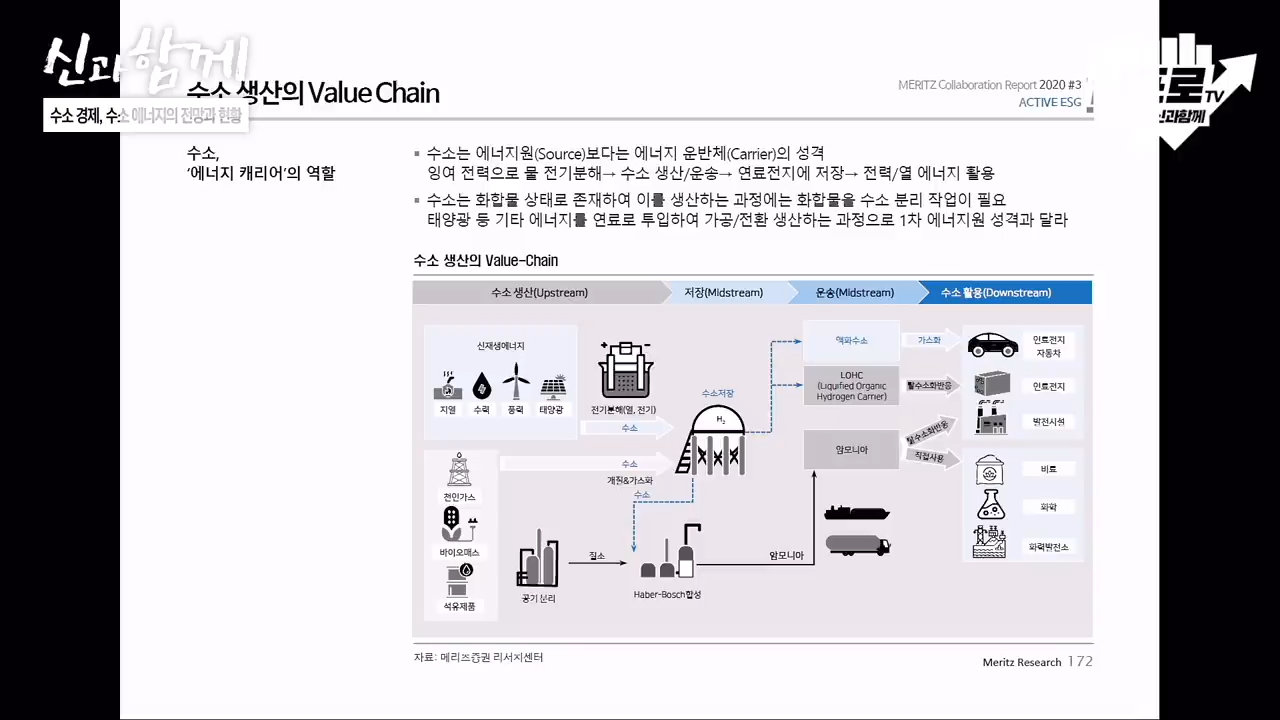 신과함께
수소 경제, 수소 에너지의 전망과 현황
수소 생산의 Value Chain
MERITZ Collaboration Report 2020 #3
ACTIVE ESG
TV
신과함께
수소,
‘에너지 캐리어’의 역할
수소는 에너지원(Source)보다는 에너지 운반체(Carrier)의 성격
잉여 전력으로 물 전기분해→ 수소 생산/운송→ 연료전지에 저장→ 전력/열 에너지 활용
수소는 화합물 상태로 존재하여 이를 생산하는 과정에는 화합물을 수소 분리 작업이 필요
태양광 등 기타 에너지를 연료로 투입하여 가공/전환 생산하는 과정으로 1차 에너지원 성격과 달라
수소 생산의 Value-Chain
수소 생산(Upstream)
저장(Midstream)
운송(Midstream)
수소 활용(Downstream)
신재생에너지
지열
수력
풍력
태양광
전기분해(열, 전기)
수소
수소
개질&가스화
천연가스
바이오매스
석유제품
공기 분리
질소
수소
Haber-Bosch합성
수소저장
H₂
암모니아
액화수소
LOHC
(Liquified Organic
Hydrogen Carrier)
암모니아
가스화
탈수소화반응
탈수소화반응
직접사용
연료전지
자동차
연료전지
발전시설
비료
화학
화력발전소
자료: 메리츠증권 리서치센터
Meritz Research 172